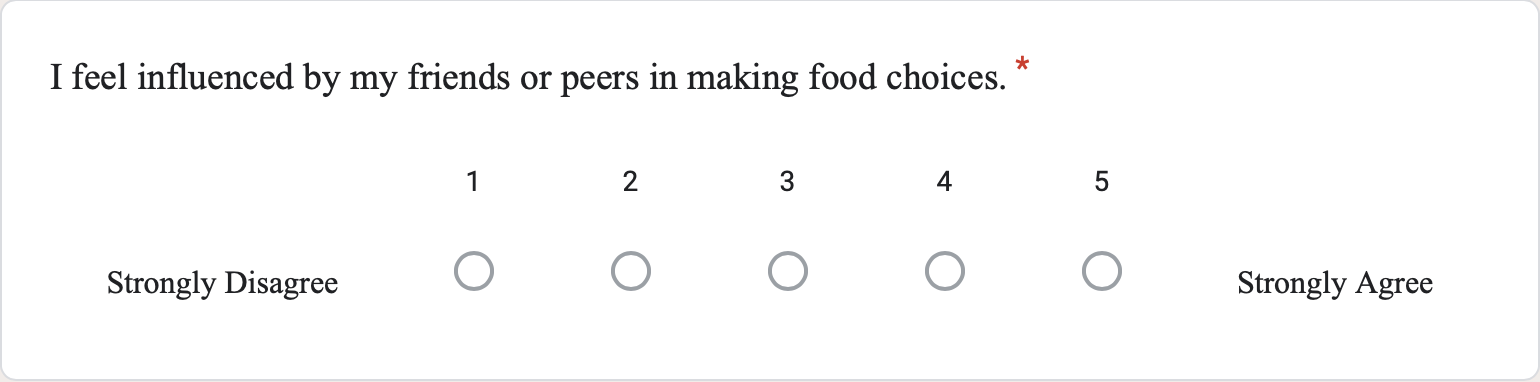 I feel influenced by my friends or peers in making food choices. *
1 2 3 4 5
Strongly Disagree Strongly Agree